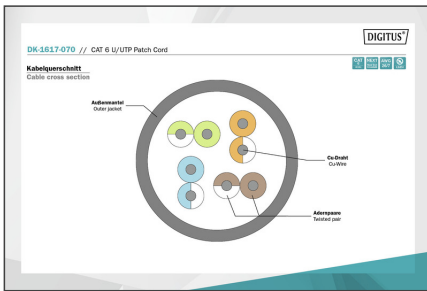 DIGITUS®
DK-1617-070 // CAT 6 U/UTP Patch Cord
Kabelquerschnitt
Cable cross section
Außenmantel
Outer jacket
Cu-Draht
Cu-Wire
Adernpaare
Twisted pair